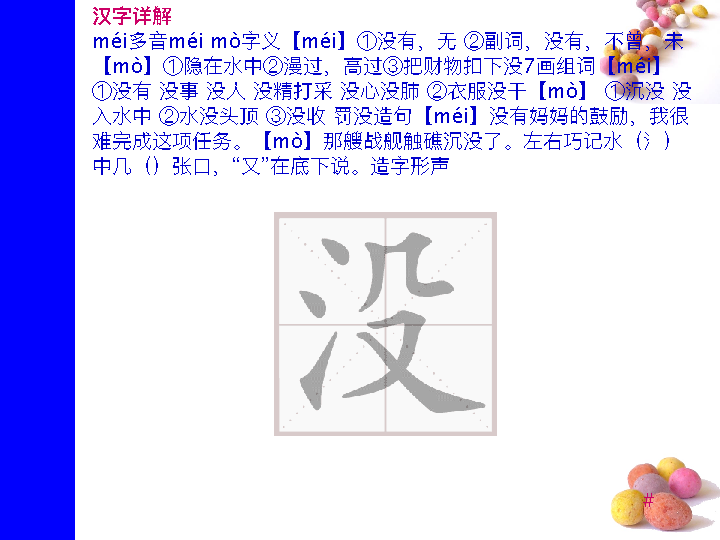 汉字详解
méi多音méi mò字义【méi】①没有，无 ②副词，没有，不曾，未
【mò】①隐在水中②漫过，高过③把财物扣下没7画组词【méi】
①没有 没事 没人 没精打采 没心没肺 ②衣服没干【mò】 ①沉没 没
入水中 ②水没头顶 ③没收 罚没造句【méi】没有妈妈的鼓励，我很
难完成这项任务。【mò】那艘战舰触礁沉没了。左右巧记水（氵）
中几（）张口，“又”在底下说。造字形声
没
#